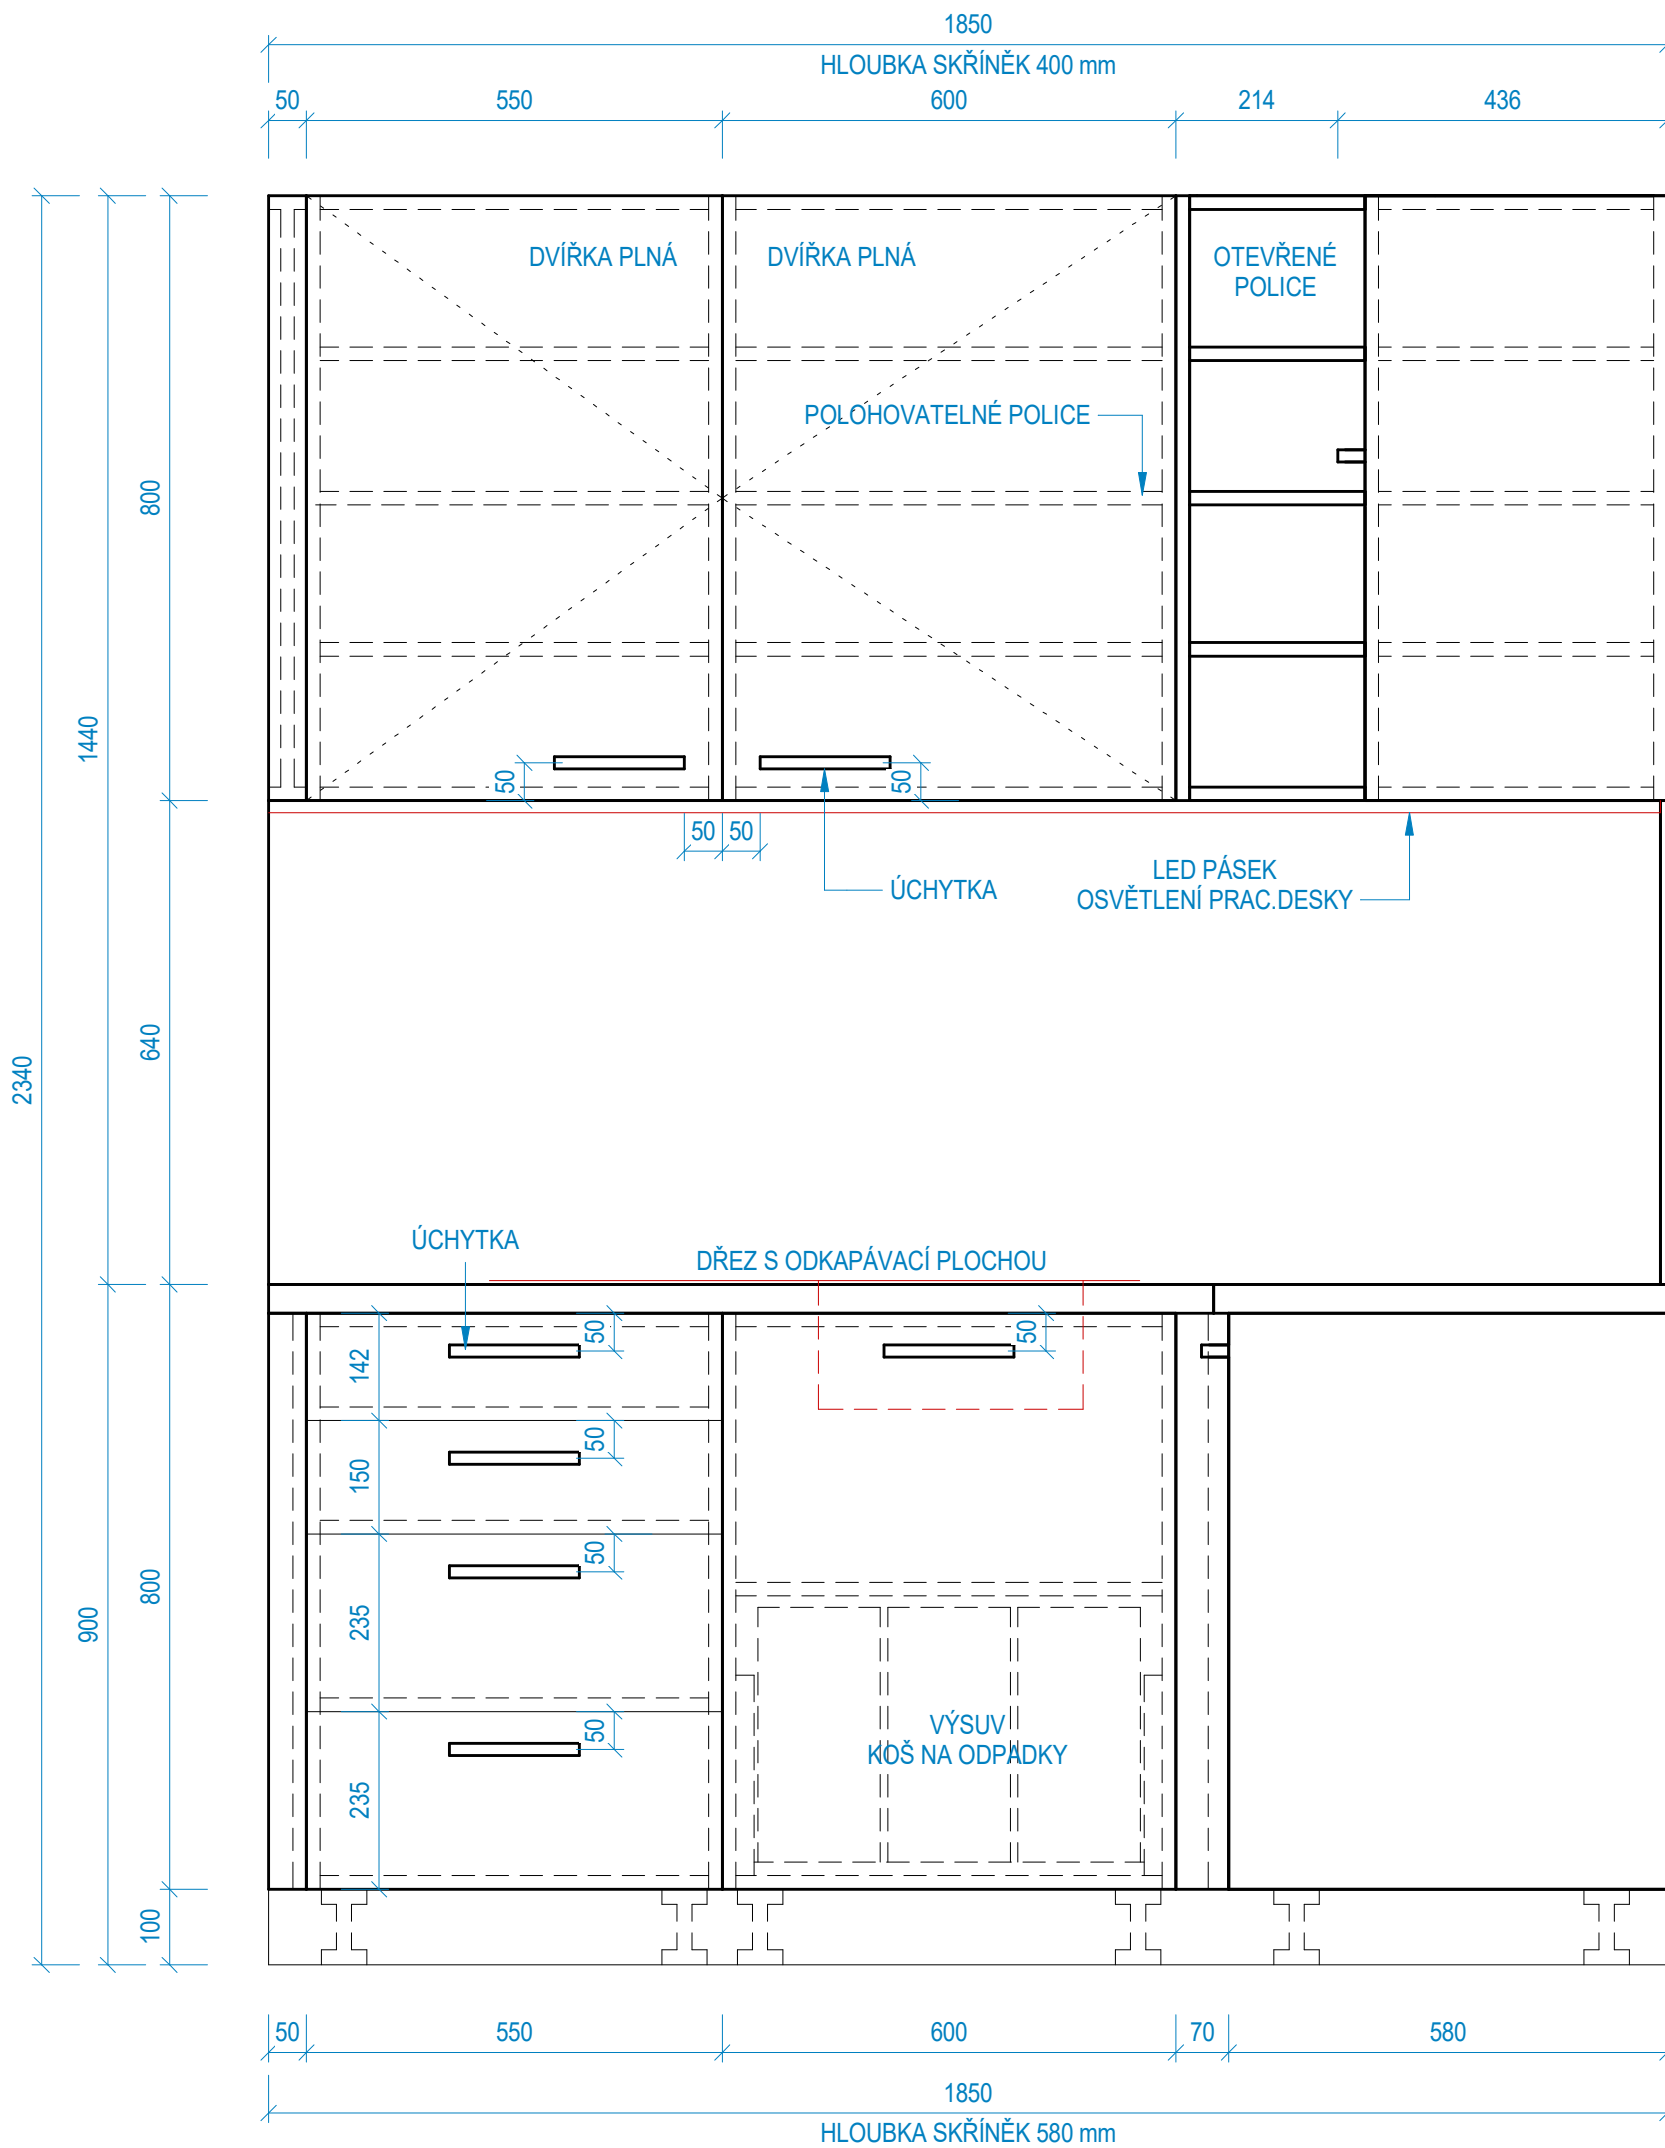 1850
HLOUBKA SKŘÍNĚK 400 mm
50 550 600 214 436
DVÍŘKA PLNÁ
DVÍŘKA PLNÁ
OTEVŘENÉ
POLICE
POLOHOVATELNÉ POLICE
800
1440
50
50
50 50
ÚCHYTKA
LED PÁSEK
OSVĚTLENÍ PRAC.DESKY
640
2340
ÚCHYTKA
DŘEZ S ODKAPÁVACÍ PLOCHOU
50
50
142
50
150
50
800
900
235
50
VÝSUV
KOŠ NA ODPADKY
235
100
50 550 600 70 580
1850
HLOUBKA SKŘÍNĚK 580 mm